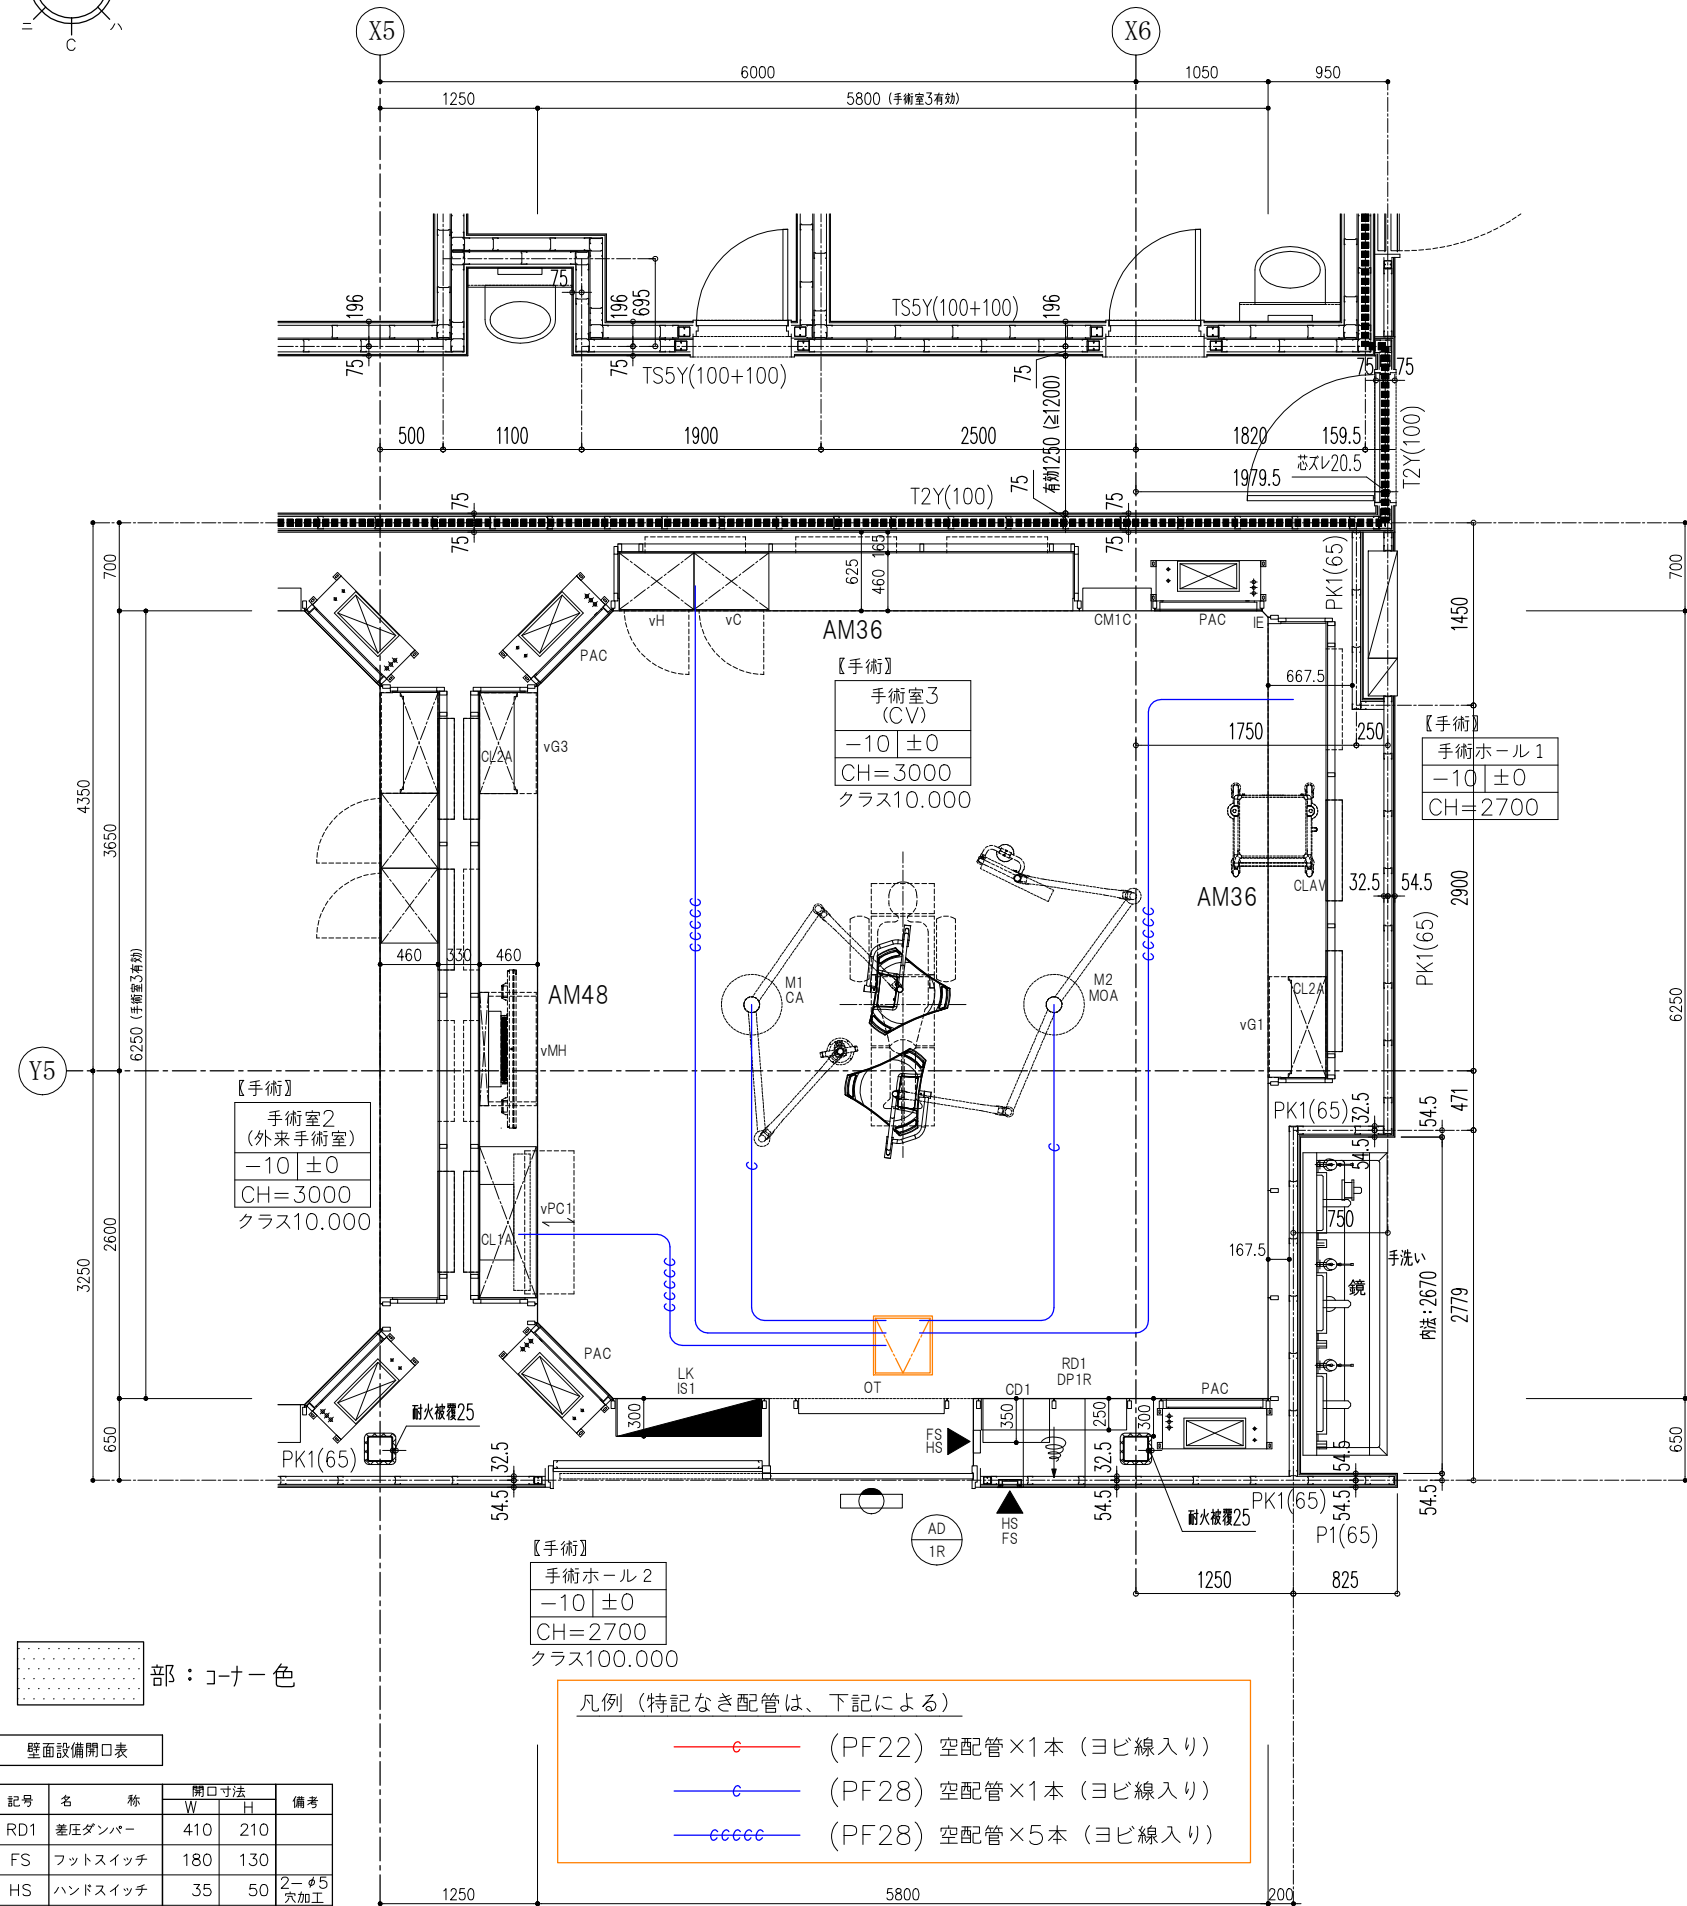 ニ
ハ
C
X5
X6
6000
1050
950
1250
5800 (手術室3有効)
75
196
196
695
196
TS5Y(100+100)
75
75
TS5Y(100+100)
75
75
75
500
1100
1900
2500
1820
159.5
有効1250 (≧1200)
芯ズレ20.5
T2Y(100)
1979.5
T2Y(100)
75
75
75
75
75
700
625
165
460
PK1(65)
1450
700
vH
vC
AM36
CM1C
PAC
IE
PAC
【手術】
手術室3
(CV)
-10 ±0
CH=3000
クラス10.000
667.5
1750
250
【手術】
手術ホール1
-10 ±0
CH=2700
CL2A
vG3
4350
3650
6250 (手術室3有効)
AM36
CLAV
32.5
54.5
2900
PK1(65)
ccccc
ccccc
460
330
460
AM48
M1
CA
M2
MOA
CL2A
vG1
6250
Y5
vMH
【手術】
手術室2
(外来手術室)
-10 ±0
CH=3000
クラス10.000
PK1(65)
32.5
54.5
471
54.5
c
c
vPC1
CL1A
ccccc
2600
3250
750
167.5
手洗い
鏡
内法:2670
2779
PAC
LK
IS1
OT
RD1
DP1R
CD1
PAC
300
350
250
300
耐火被覆25
FS
HS
650
650
PK1(65)
32.5
54.5
32.5
54.5
54.5
54.5
54.5
HS
FS
AD
1R
耐火被覆25
PK1(65)
P1(65)
1250
825
【手術】
手術ホール2
-10 ±0
CH=2700
クラス100.000
部:コーナー色
凡例(特記なき配管は、下記による)
c (PF22) 空配管×1本(ヨビ線入り)
c (PF28) 空配管×1本(ヨビ線入り)
ccccc (PF28) 空配管×5本(ヨビ線入り)
壁面設備開口表
記号 名 称 開口寸法 備考
W H
RD1 差圧ダンパー 410 210
FS フットスイッチ 180 130
HS ハンドスイッチ 35 50 2-φ5
穴加工
1250
5800
200